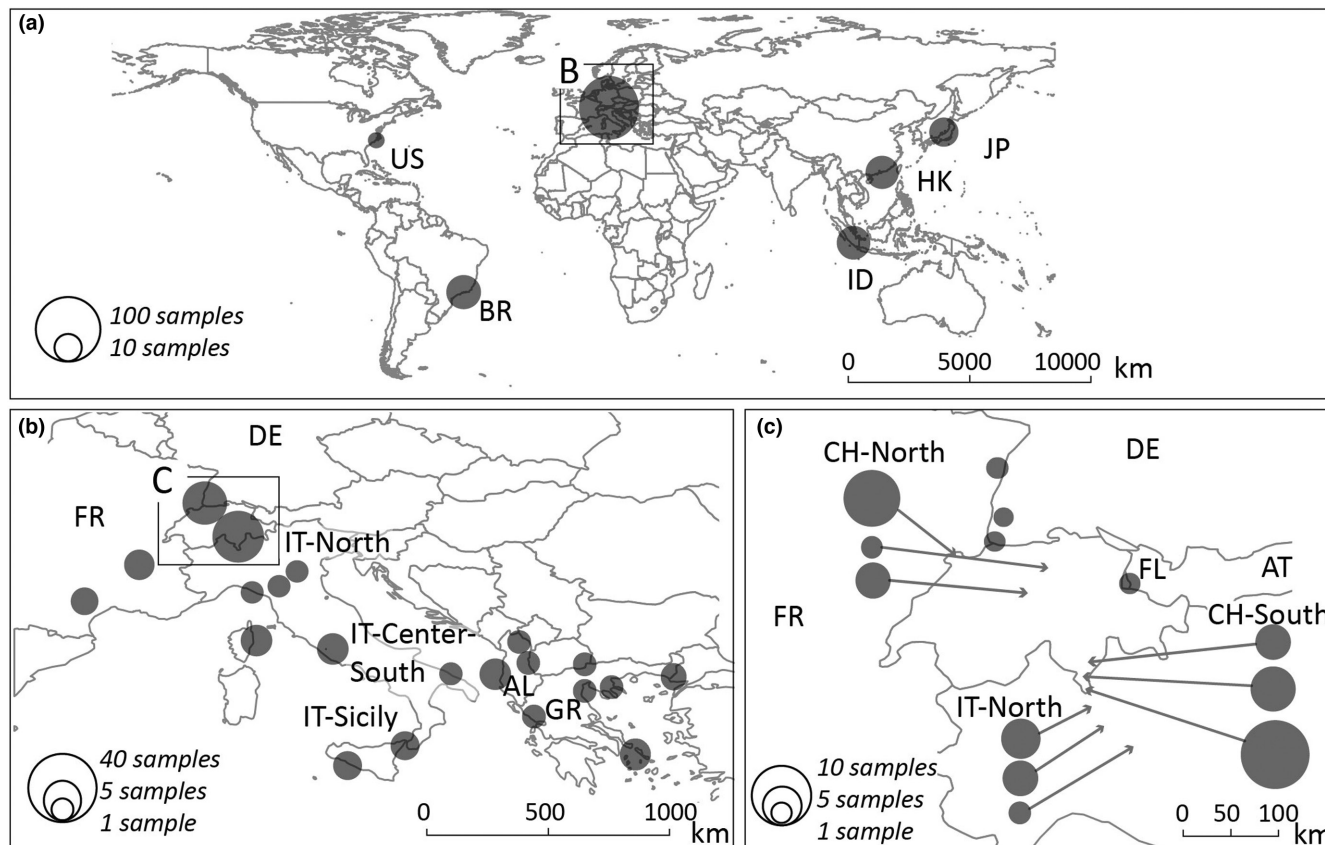 (a)
B
US
JP
HK
ID
BR
100 samples
10 samples
0 5000 10000 km
(b)
DE
C
FR
IT-North
IT-Center-
South
AL
GR
IT-Sicily
40 samples
5 samples
1 sample
0 500 1000
km
(c)
DE
CH-North
FL
AT
FR
CH-South
IT-North
10 samples
5 samples
1 sample
0 50 100
km